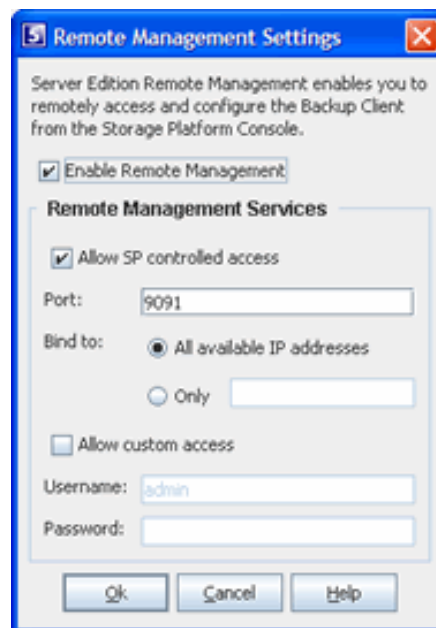 S Remote Management Settings
Server Edition Remote Management enables you to
remotely access and configure the Backup Client
from the Storage Platform Console.
Enable Remote Management
Remote Management Services
Allow SP controlled access
Port: 9091
Bind to: All available IP addresses
Only
Allow custom access
Username: admin
Password:
Ok Cancel Help